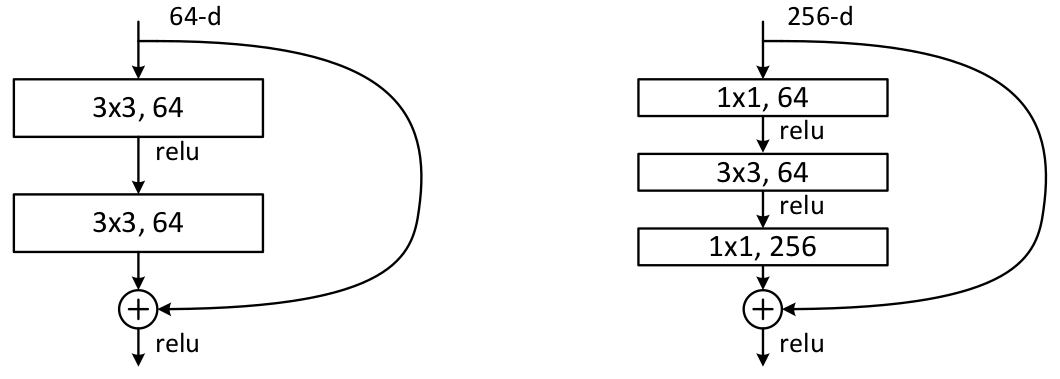 64-d
3x3, 64
relu
3x3, 64
+
relu
256-d
1x1, 64
relu
3x3, 64
relu
1x1, 256
+
relu